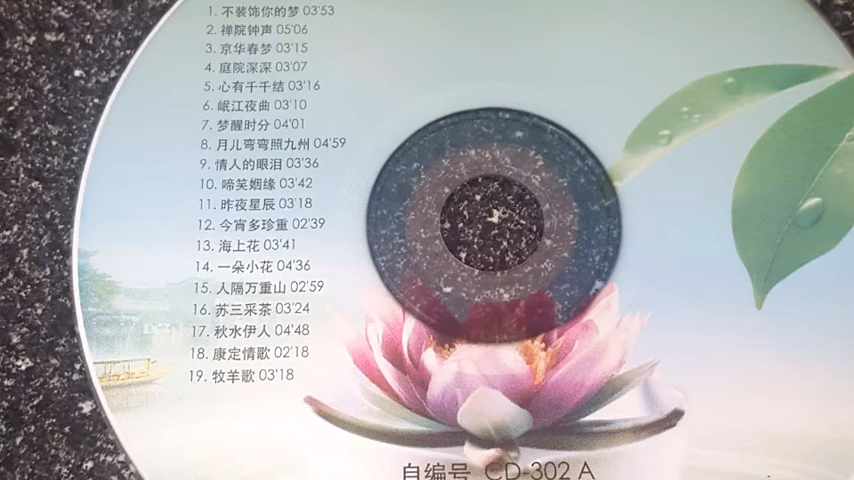 1. 不装饰你的梦 03'53
2. 禅院钟声 05'06
3. 京华春梦 03'15
4. 庭院深深 03'07
5. 心有千千结 03'16
6. 岷江夜曲 03'10
7. 梦醒时分 04'01
8. 月儿弯弯照九州 04'59
9. 情人的眼泪 03'36
10. 啼笑姻缘 03'42
11. 昨夜星辰 03'18
12. 今宵多珍重 02'39
13. 海上花 03'41
14. 一朵小花 04'36
15. 人隔万重山 02'59
16. 苏三采茶 03'24
17. 秋水伊人 04'48
18. 康定情歌 02'18
19. 牧羊歌 03'18
自编号 CD-302 A